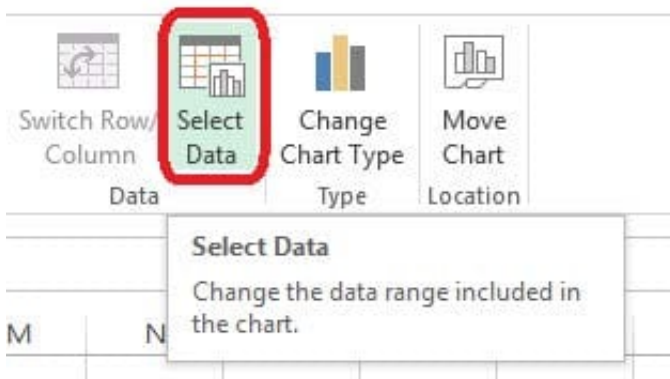 Switch Row/ Select Change Move
Column Data Chart Type Chart
Data Type Location
Select Data
Change the data range included in
the chart.
M N